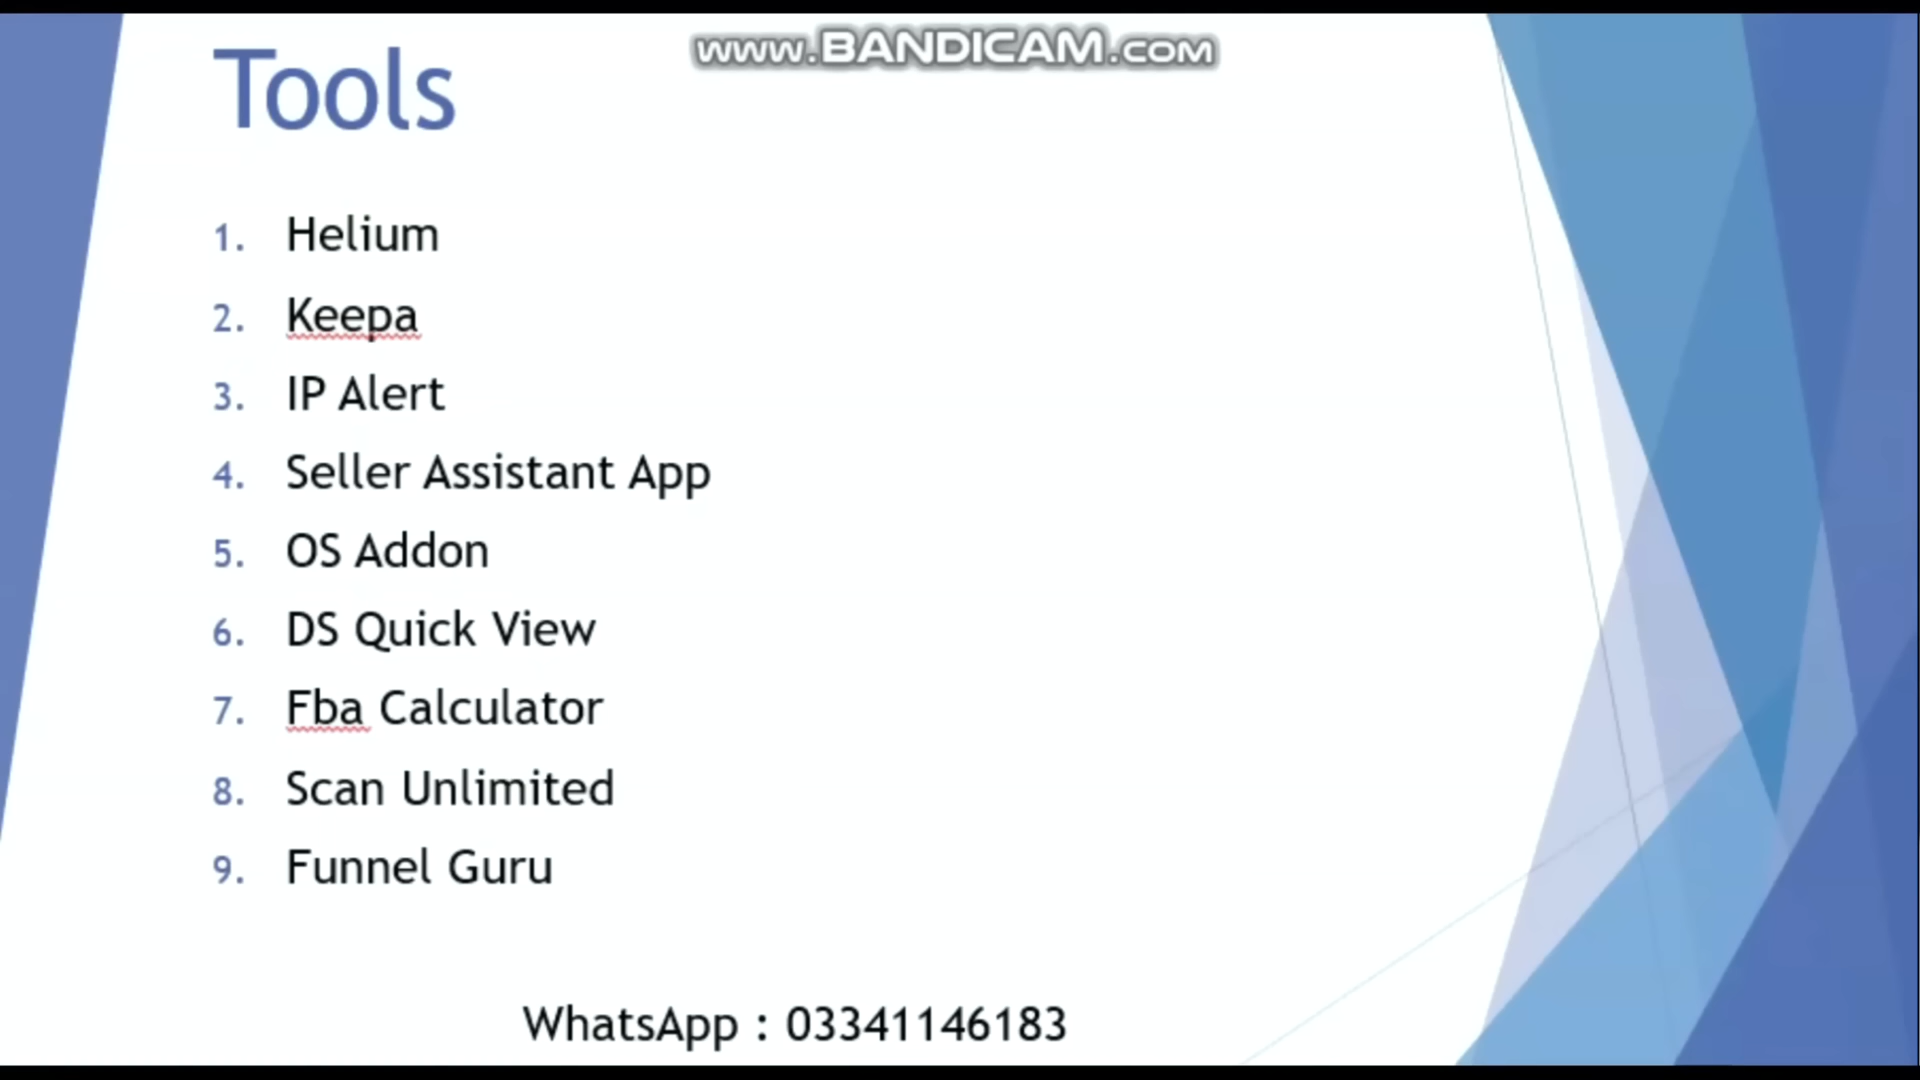 www.BANDICAM.com
Tools
1. Helium
2. Keepa
3. IP Alert
4. Seller Assistant App
5. OS Addon
6. DS Quick View
7. Fba Calculator
8. Scan Unlimited
9. Funnel Guru
WhatsApp : 03341146183